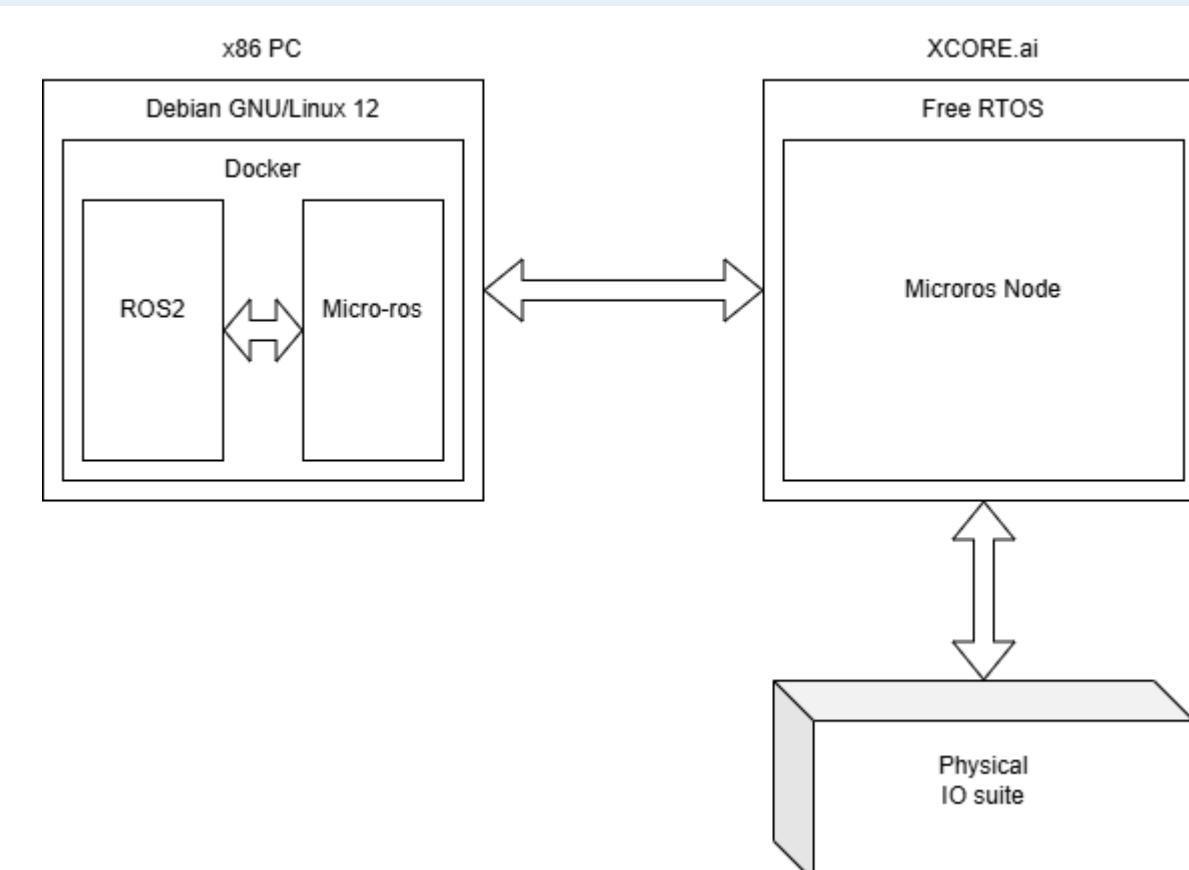 x86 PC
XCORE.ai
Debian GNU/Linux 12
Free RTOS
Docker
ROS2
Micro-ros
Microros Node
Physical
IO suite